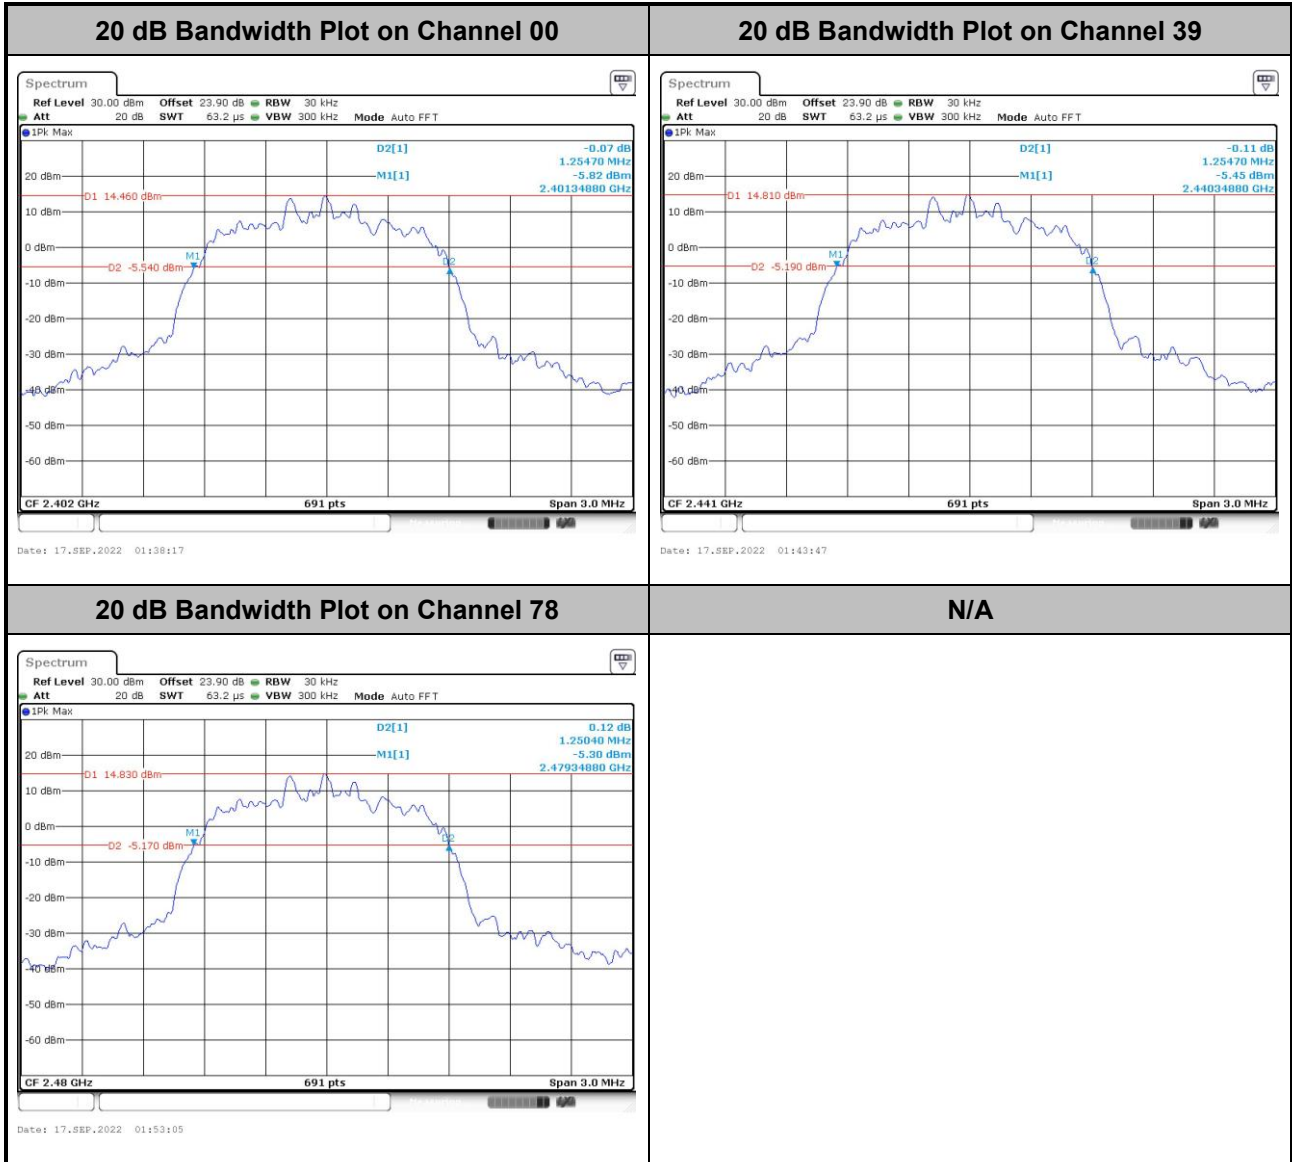 20 dB Bandwidth Plot on Channel 00
Spectrum
Ref Level 30.00 dBm Offset 23.90 dB RBW 30 kHz
Att 20 dB SWT 63.2 µs VBW 300 kHz Mode Auto FFT
1Pk Max
D2[1] -0.07 dB
1.25470 MHz
M1[1] -5.82 dBm
2.40134880 GHz
20 dBm
D1 14.460 dBm
10 dBm
0 dBm
M1
D2
D2 -5.540 dBm
-10 dBm
-20 dBm
-30 dBm
-40 dBm
-50 dBm
-60 dBm
CF 2.402 GHz 691 pts Span 3.0 MHz
Date: 17.SEP.2022 01:38:17
20 dB Bandwidth Plot on Channel 39
Spectrum
Ref Level 30.00 dBm Offset 23.90 dB RBW 30 kHz
Att 20 dB SWT 63.2 µs VBW 300 kHz Mode Auto FFT
1Pk Max
D2[1] -0.11 dB
1.25470 MHz
M1[1] -5.45 dBm
2.44034880 GHz
20 dBm
D1 14.810 dBm
10 dBm
0 dBm
M1
D2
D2 -5.190 dBm
-10 dBm
-20 dBm
-30 dBm
-40 dBm
-50 dBm
-60 dBm
CF 2.441 GHz 691 pts Span 3.0 MHz
Date: 17.SEP.2022 01:43:47
20 dB Bandwidth Plot on Channel 78
Spectrum
Ref Level 30.00 dBm Offset 23.90 dB RBW 30 kHz
Att 20 dB SWT 63.2 µs VBW 300 kHz Mode Auto FFT
1Pk Max
D2[1] 0.12 dB
1.25040 MHz
M1[1] -5.30 dBm
2.47934880 GHz
20 dBm
D1 14.830 dBm
10 dBm
0 dBm
M1
D2
D2 -5.170 dBm
-10 dBm
-20 dBm
-30 dBm
-40 dBm
-50 dBm
-60 dBm
CF 2.48 GHz 691 pts Span 3.0 MHz
Date: 17.SEP.2022 01:53:05
N/A